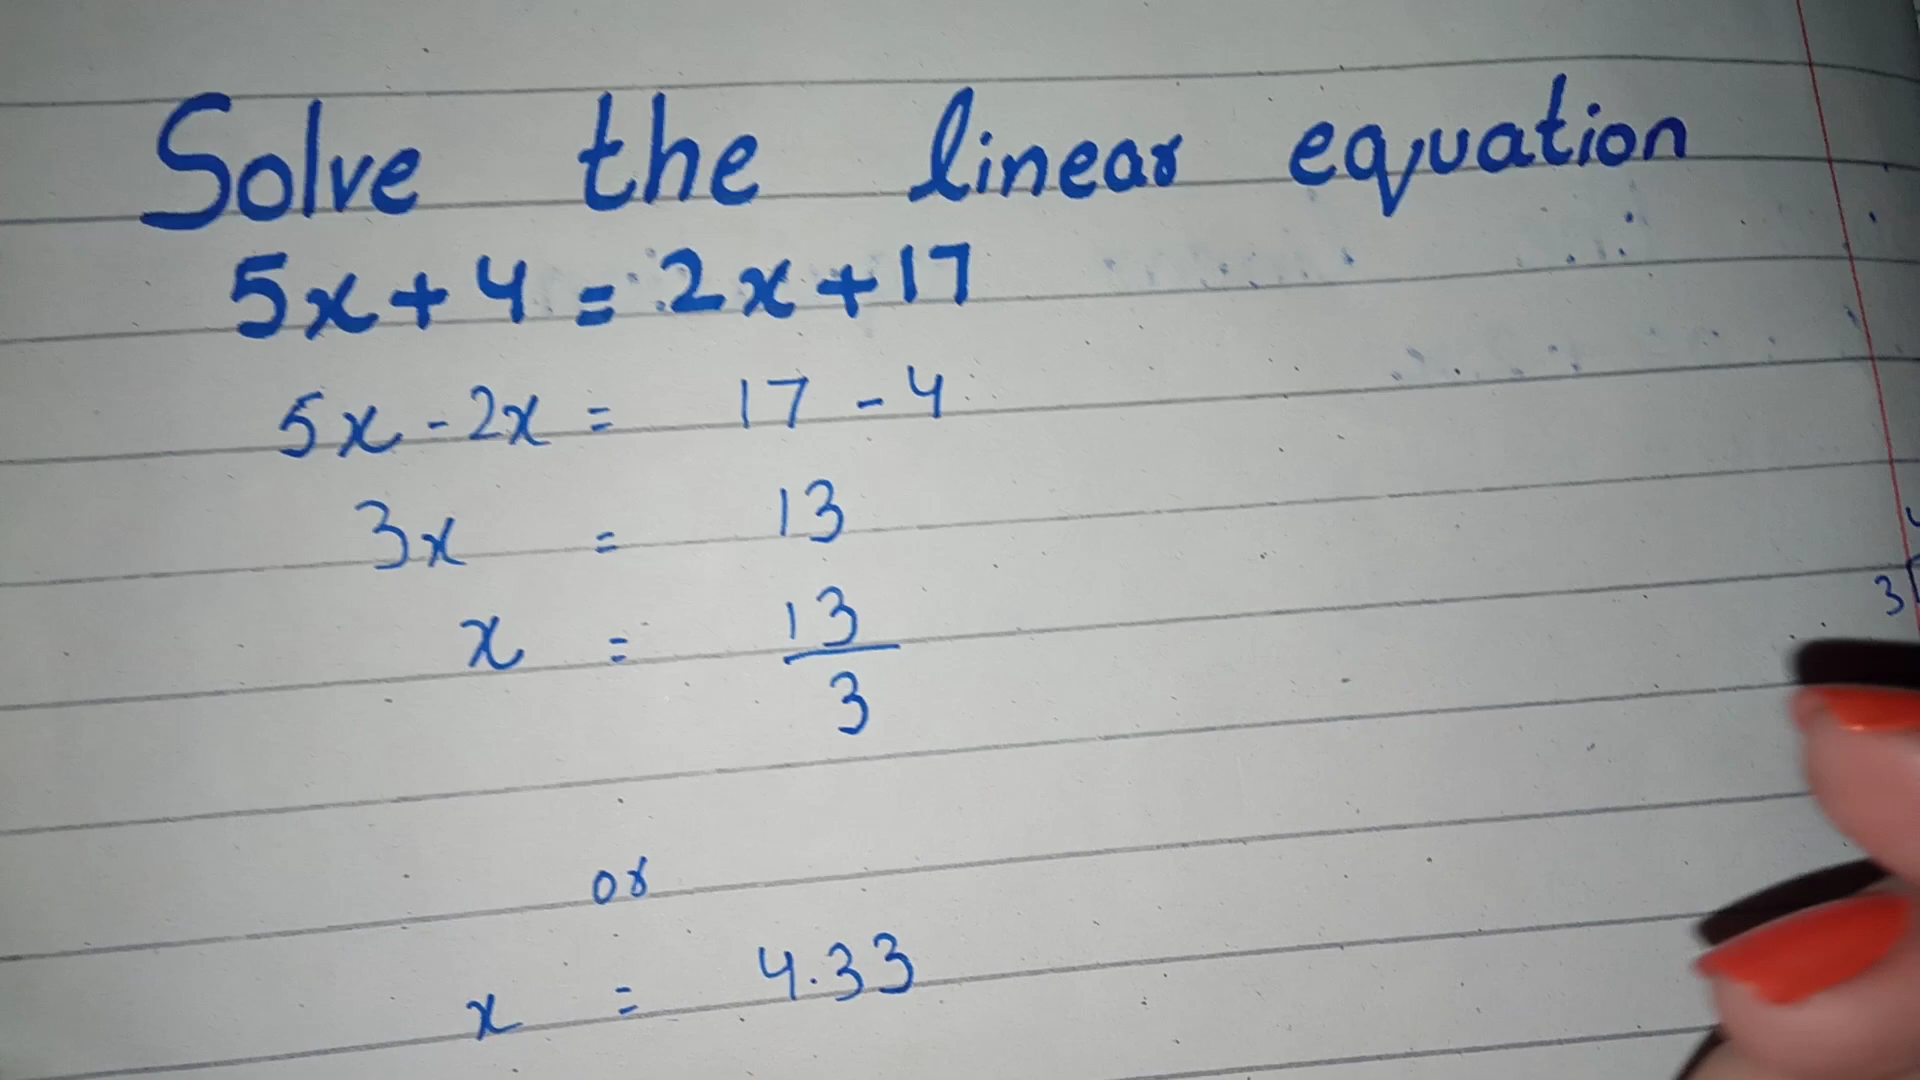 Solve the linear equation
5x + 4 = 2x + 17
5x - 2x = 17 - 4
3x = 13
x = 13/3
3
or
x = 4.33